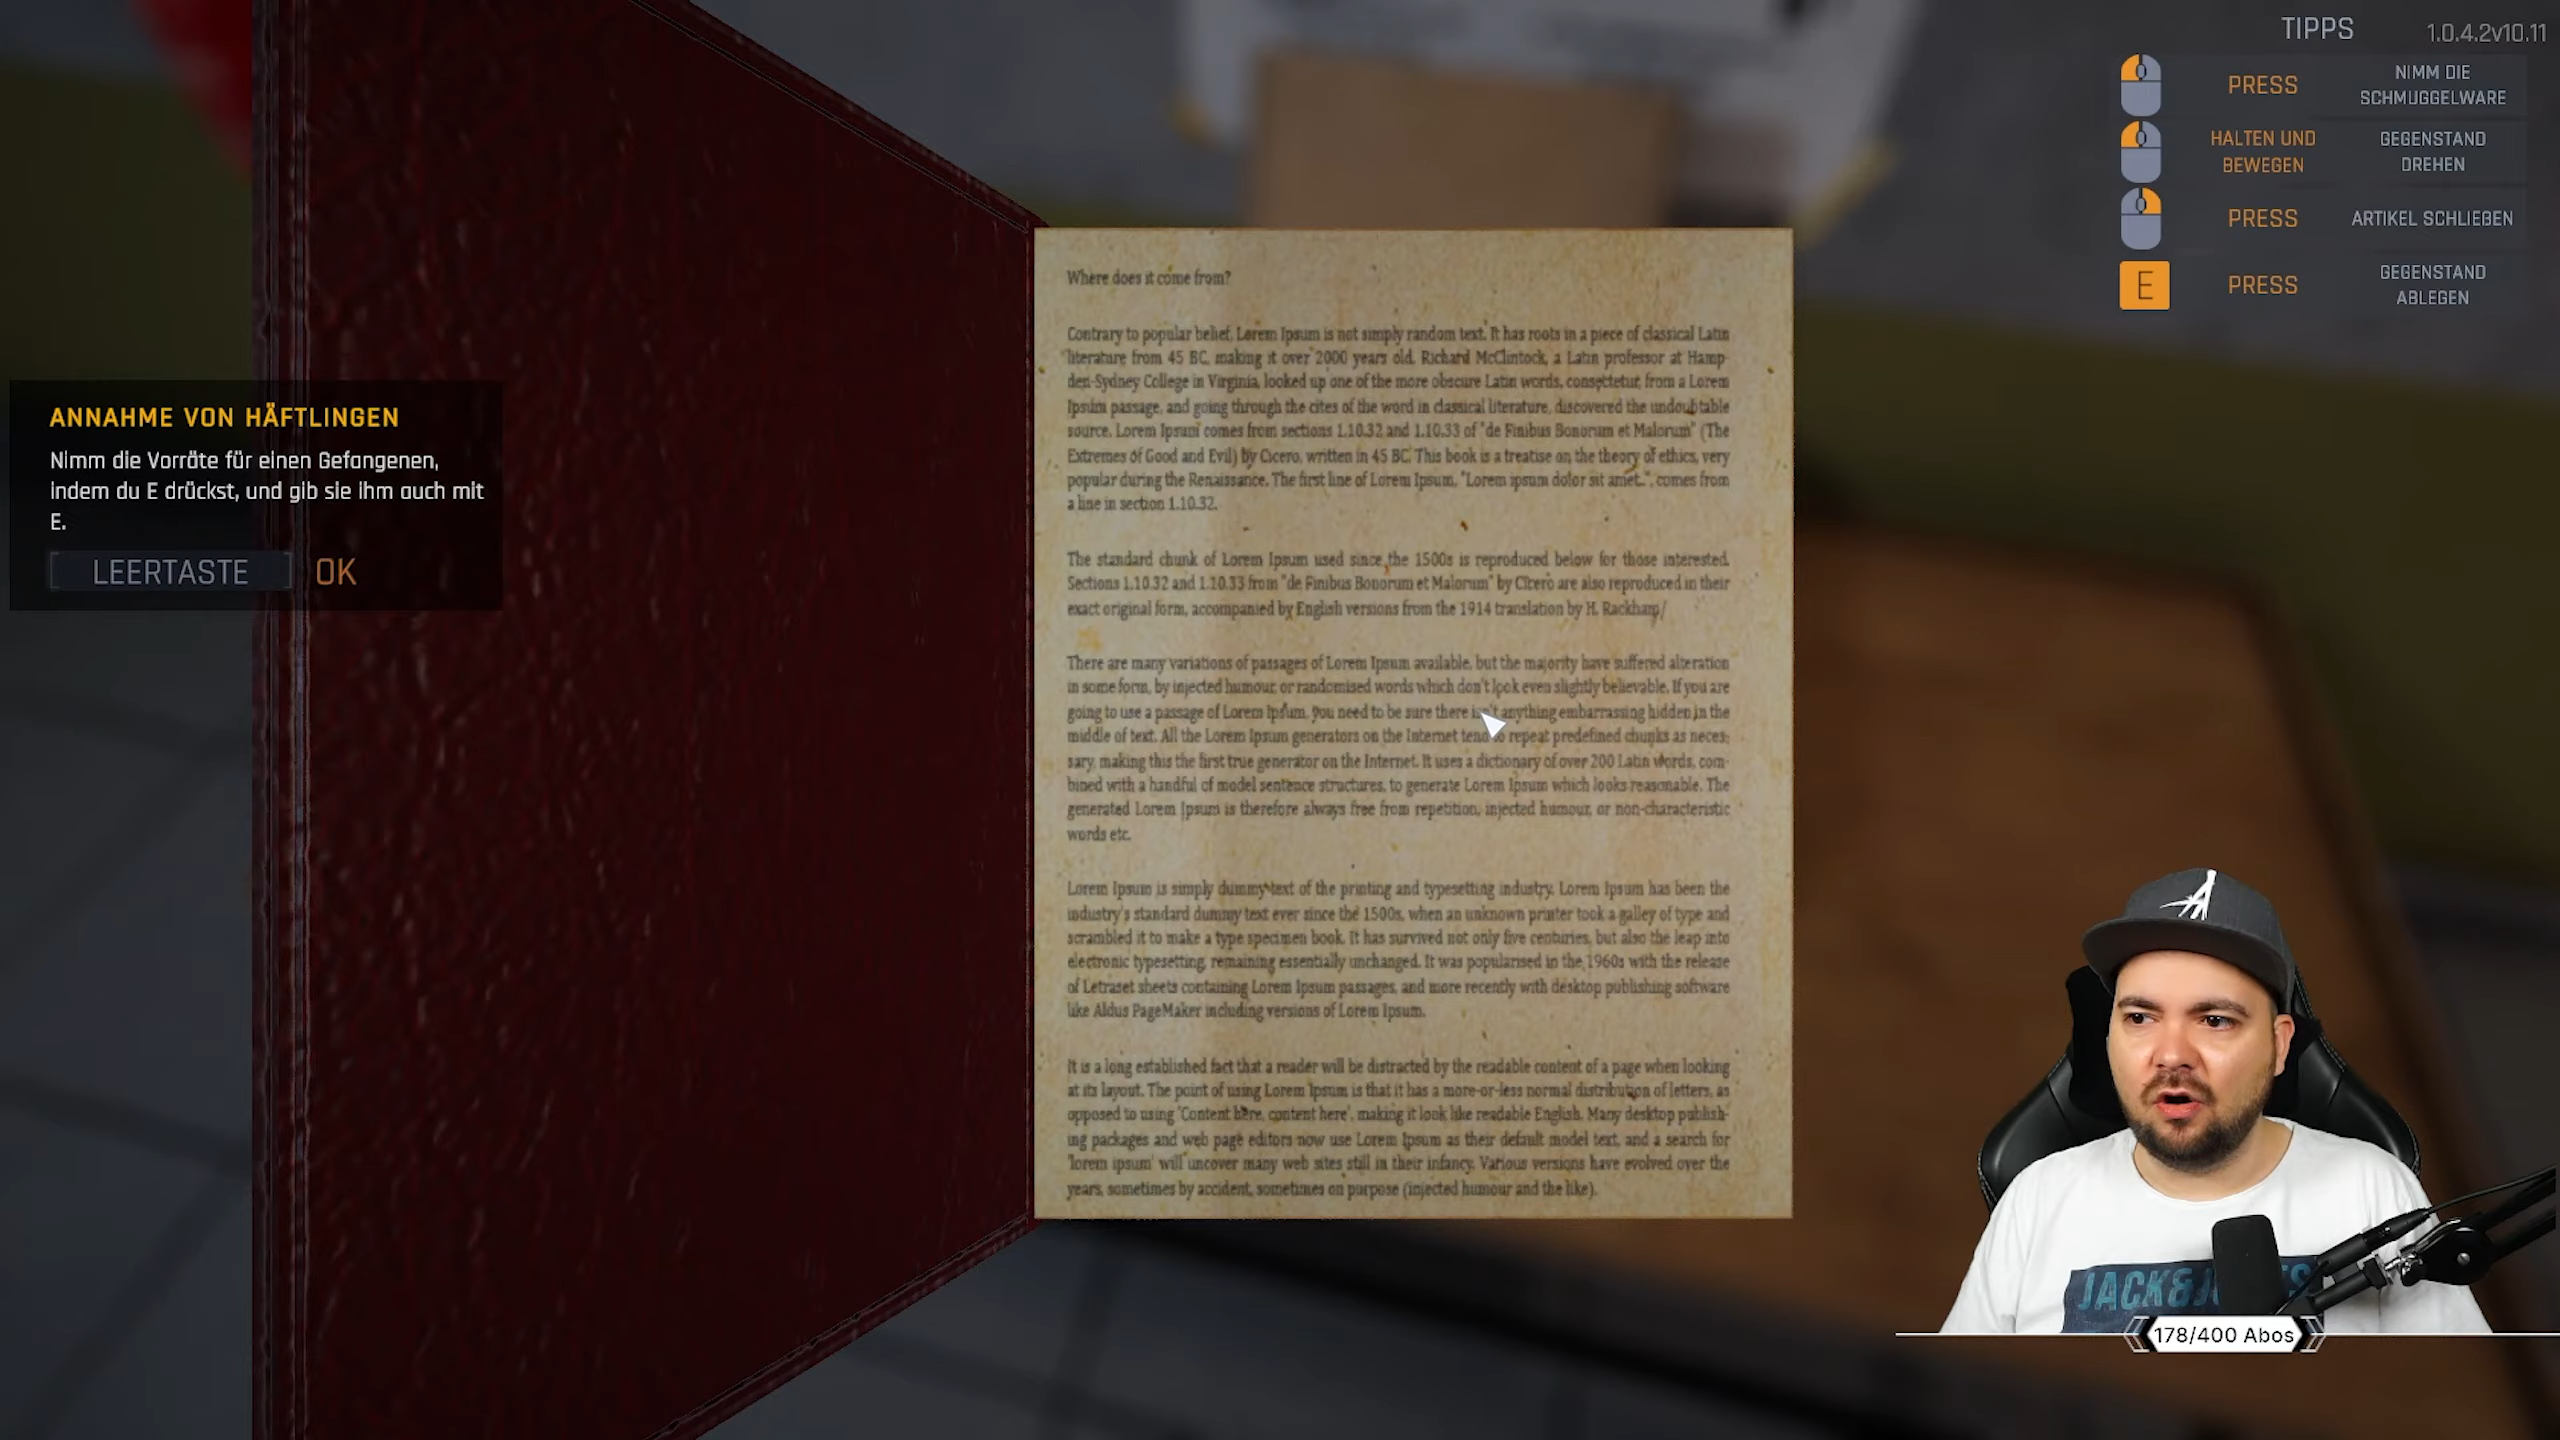 TIPPS
1.0.4.2v10.11
PRESS
NIMM DIE
SCHMUGGELWARE
HALTEN UND
BEWEGEN
GEGENSTAND
DREHEN
PRESS
ARTIKEL SCHLIEẞEN
E
PRESS
GEGENSTAND
ABLEGEN
ANNAHME VON HÄFTLINGEN
Nimm die Vorräte für einen Gefangenen,
indem du E drückst, und gib sie ihm auch mit
E.
LEERTASTE
OK
Where does it come from?
Contrary to popular belief, Lorem Ipsum is not simply random text. It has roots in a piece of classical Latin
literature from 45 BC, making it over 2000 years old. Richard McClintock, a Latin professor at Hamp-
den-Sydney College in Virginia, looked up one of the more obscure Latin words, consectetur, from a Lorem
Ipsum passage, and going through the cites of the word in classical literature, discovered the undoubtable
source. Lorem Ipsum comes from sections 1.10.32 and 1.10.33 of "de Finibus Bonorum et Malorum" (The
Extremes of Good and Evil) by Cicero, written in 45 BC. This book is a treatise on the theory of ethics, very
popular during the Renaissance. The first line of Lorem Ipsum, "Lorem ipsum dolor sit amet..", comes from
a line in section 1.10.32.
The standard chunk of Lorem Ipsum used since the 1500s is reproduced below for those interested.
Sections 1.10.32 and 1.10.33 from "de Finibus Bonorum et Malorum" by Cicero are also reproduced in their
exact original form, accompanied by English versions from the 1914 translation by H. Rackham/
There are many variations of passages of Lorem Ipsum available, but the majority have suffered alteration
in some form, by injected humour, or randomised words which don't look even slightly believable. If you are
going to use a passage of Lorem Ipsum, you need to be sure there isn't anything embarrassing hidden in the
middle of text. All the Lorem Ipsum generators on the Internet tend to repeat predefined chunks as neces-
sary, making this the first true generator on the Internet. It uses a dictionary of over 200 Latin words, com-
bined with a handful of model sentence structures, to generate Lorem Ipsum which looks reasonable. The
generated Lorem Ipsum is therefore always free from repetition, injected humour, or non-characteristic
words etc.
Lorem Ipsum is simply dummy text of the printing and typesetting industry. Lorem Ipsum has been the
industry's standard dummy text ever since the 1500s, when an unknown printer took a galley of type and
scrambled it to make a type specimen book. It has survived not only five centuries, but also the leap into
electronic typesetting, remaining essentially unchanged. It was popularised in the 1960s with the release
of Letraset sheets containing Lorem Ipsum passages, and more recently with desktop publishing software
like Aldus PageMaker including versions of Lorem Ipsum.
It is a long established fact that a reader will be distracted by the readable content of a page when looking
at its layout. The point of using Lorem Ipsum is that it has a more-or-less normal distribution of letters, as
opposed to using 'Content here, content here', making it look like readable English. Many desktop publish-
ing packages and web page editors now use Lorem Ipsum as their default model text, and a search for
'lorem ipsum' will uncover many web sites still in their infancy. Various versions have evolved over the
years, sometimes by accident, sometimes on purpose (injected humour and the like).
178/400 Abos